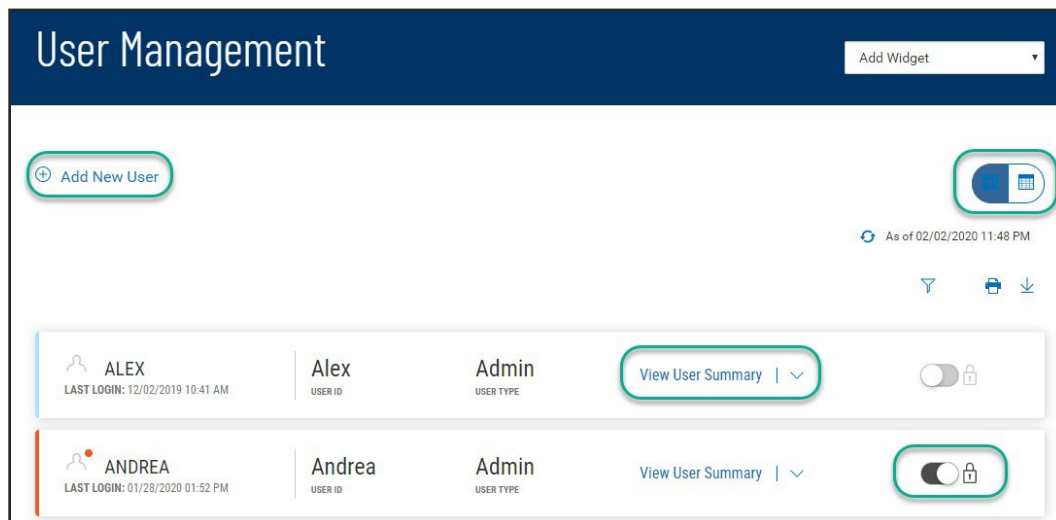 User Management
Add Widget
Add New User
As of 02/02/2020 11:48 PM
ALEX
LAST LOGIN: 12/02/2019 10:41 AM
Alex
USER ID
Admin
USER TYPE
View User Summary |
ANDREA
LAST LOGIN: 01/28/2020 01:52 PM
Andrea
USER ID
Admin
USER TYPE
View User Summary |